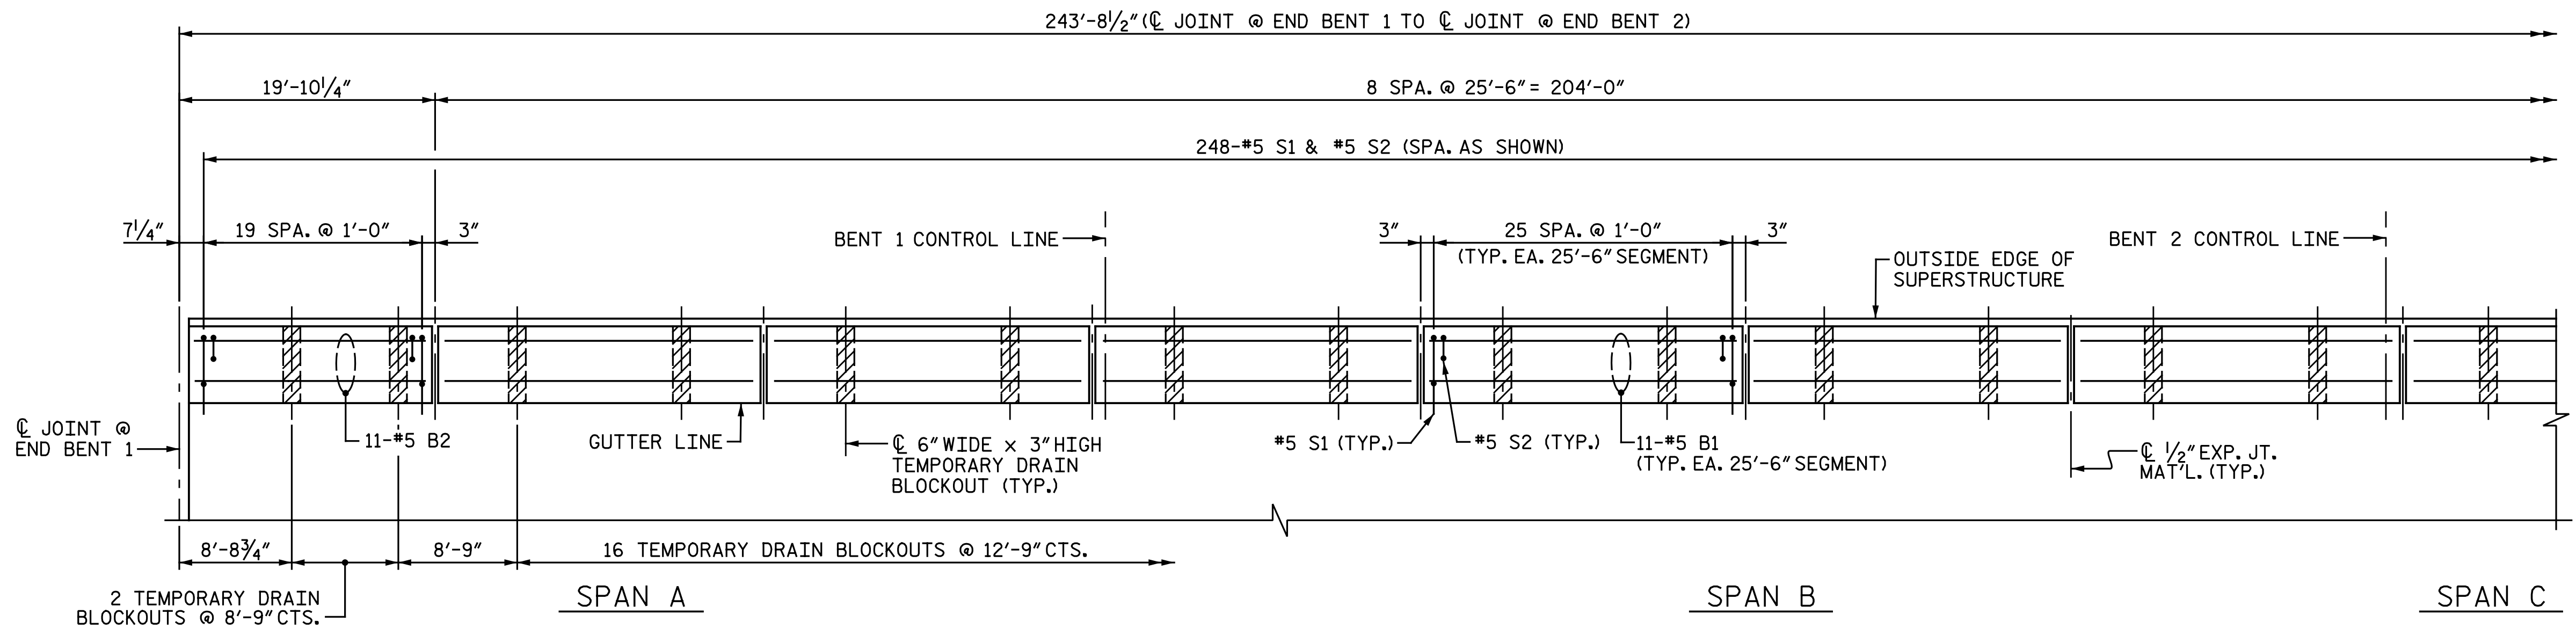 243'-8½" (℄ JOINT @ END BENT 1 TO ℄ JOINT @ END BENT 2)
19'-10¼"
8 SPA. @ 25'-6" = 204'-0"
248-#5 S1 & #5 S2 (SPA. AS SHOWN)
7¼"
19 SPA. @ 1'-0"
3"
BENT 1 CONTROL LINE
3"
25 SPA. @ 1'-0"
(TYP. EA. 25'-6" SEGMENT)
3"
BENT 2 CONTROL LINE
OUTSIDE EDGE OF
SUPERSTRUCTURE
℄ JOINT @
END BENT 1
11-#5 B2
GUTTER LINE
℄ 6" WIDE x 3" HIGH
TEMPORARY DRAIN
BLOCKOUT (TYP.)
#5 S1 (TYP.)
#5 S2 (TYP.)
11-#5 B1
(TYP. EA. 25'-6" SEGMENT)
℄ ½" EXP. JT.
MAT'L. (TYP.)
8'-8¾"
8'-9"
16 TEMPORARY DRAIN BLOCKOUTS @ 12'-9" CTS.
2 TEMPORARY DRAIN
BLOCKOUTS @ 8'-9" CTS.
SPAN A
SPAN B
SPAN C